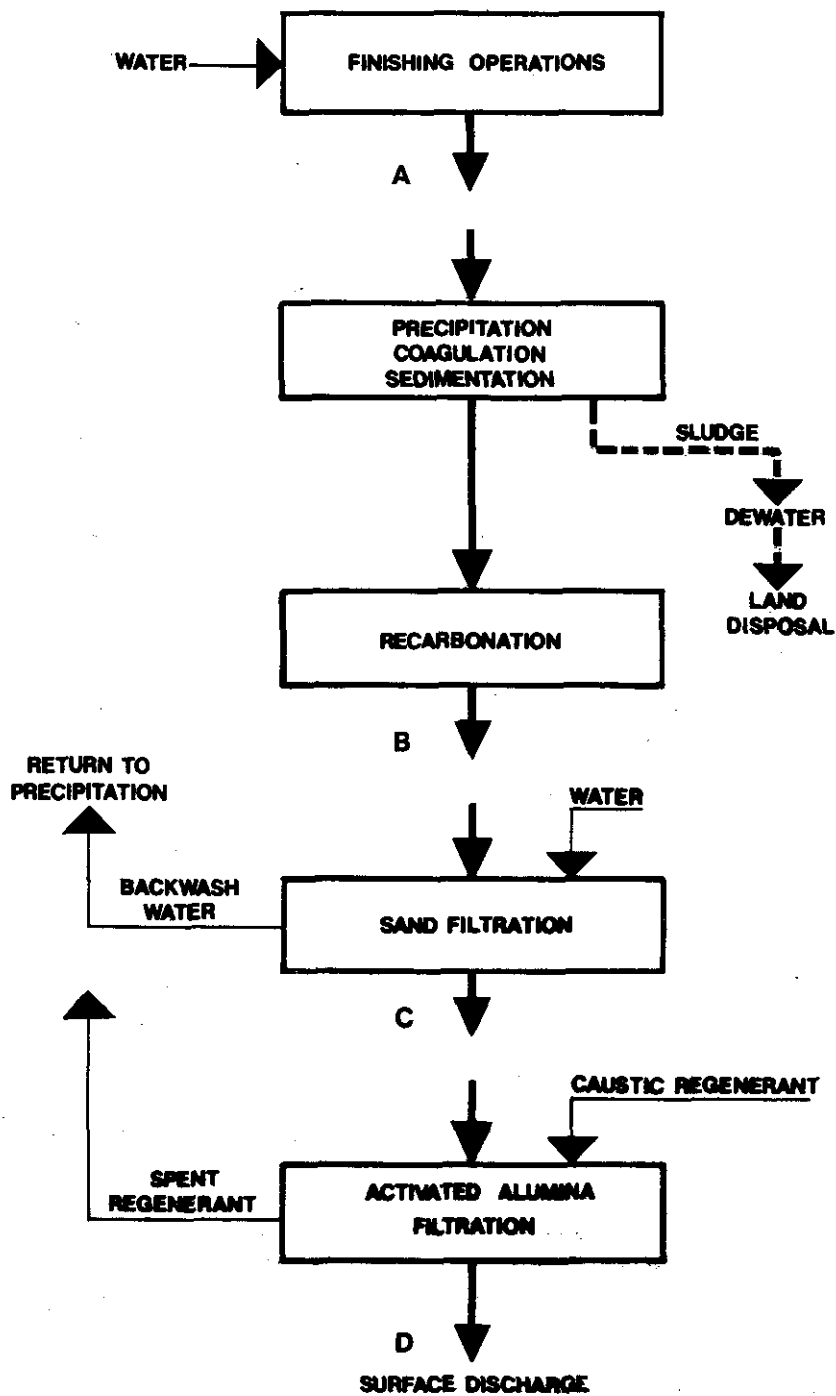 WATER
FINISHING OPERATIONS
A
PRECIPITATION
COAGULATION
SEDIMENTATION
SLUDGE
DEWATER
LAND
DISPOSAL
RECARBONATION
B
RETURN TO
PRECIPITATION
WATER
BACKWASH
WATER
SAND FILTRATION
C
CAUSTIC REGENERANT
SPENT
REGENERANT
ACTIVATED ALUMINA
FILTRATION
D
SURFACE DISCHARGE